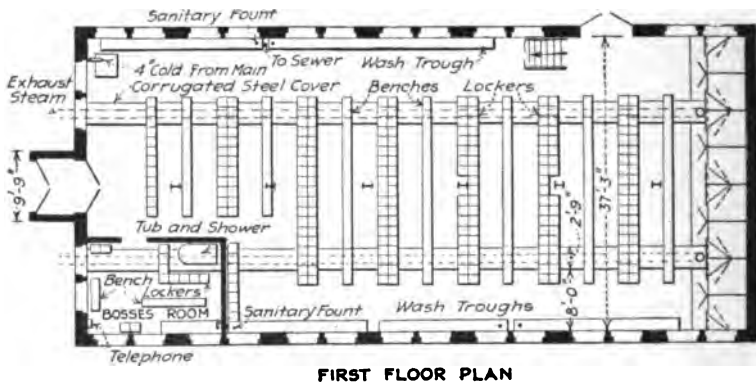 Sanitary Fount
To Sewer
Wash Trough
4" Cold From Main
Exhaust
Steam
Corrugated Steel Cover
Benches
Lockers
9'-9"
37'-3"
2'-9"
8'-0"
Tub and Shower
Bench
Lockers
BOSSES ROOM
Sanitary Fount
Wash Troughs
Telephone
FIRST FLOOR PLAN